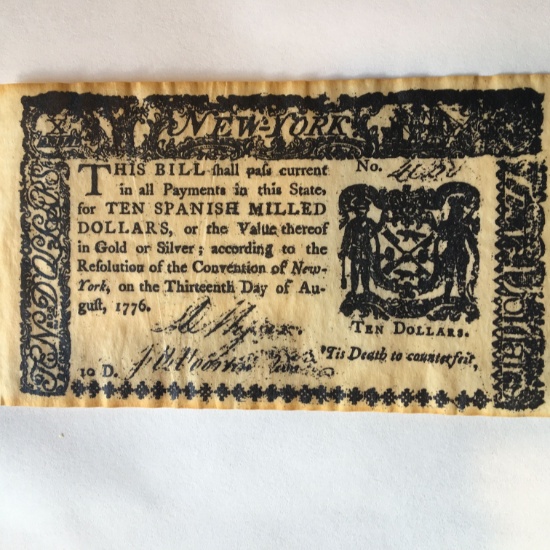 X
NEW-YORK
THIS BILL shall pass current
in all Payments in this State,
for TEN SPANISH MILLED
DOLLARS, or the Value thereof
in Gold or Silver; according to the
Resolution of the Convention of New-
York, on the Thirteenth Day of Au-
gust, 1776.
No.
TEN DOLLARS.
'Tis Death to counterfeit,
10 D.
TEN DOLLARS